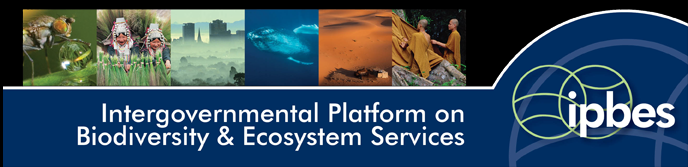 Intergovernmental Platform on
Biodiversity & Ecosystem Services
ipbes